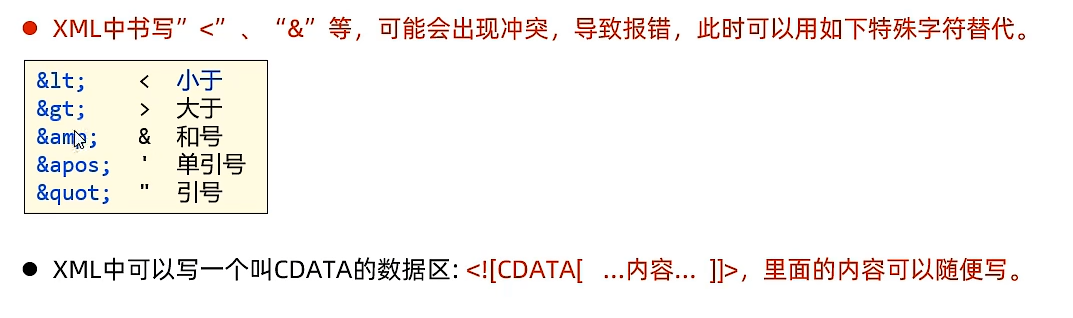 ● XML中书写”<”、“&”等，可能会出现冲突，导致报错，此时可以用如下特殊字符替代。
&lt; < 小于
&gt; > 大于
&amp; & 和号
&apos; ' 单引号
&quot; " 引号
● XML中可以写一个叫CDATA的数据区: <![CDATA[ ...内容... ]]>，里面的内容可以随便写。